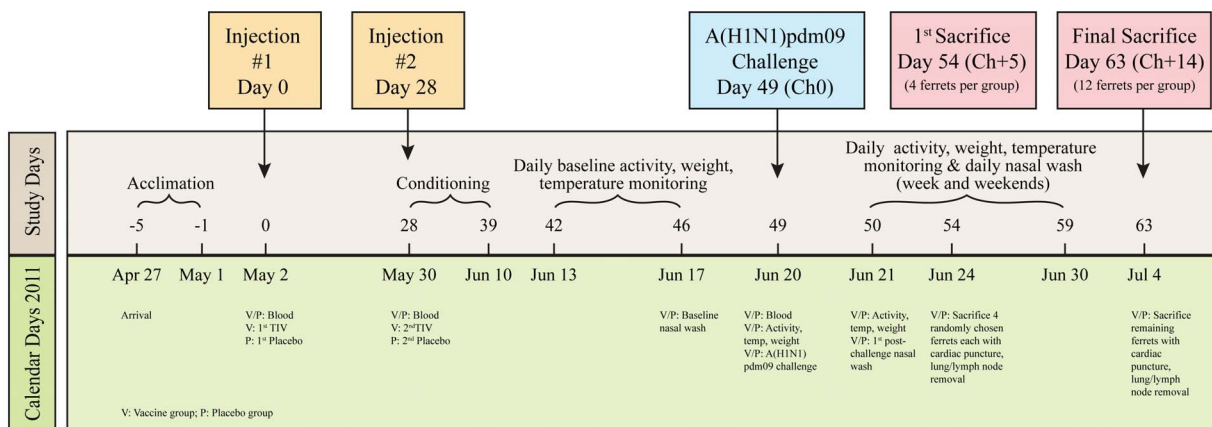 Injection
#1
Day 0
Injection
#2
Day 28
A(H1N1)pdm09
Challenge
Day 49 (Ch0)
1st Sacrifice
Day 54 (Ch+5)
(4 ferrets per group)
Final Sacrifice
Day 63 (Ch+14)
(12 ferrets per group)
Study Days
Acclimation
Conditioning
Daily baseline activity, weight,
temperature monitoring
Daily activity, weight, temperature
monitoring & daily nasal wash
(week and weekends)
-5 -1 0 28 39 42 46 49 50 54 59 63
Calendar Days 2011
Apr 27 May 1 May 2 May 30 Jun 10 Jun 13 Jun 17 Jun 20 Jun 21 Jun 24 Jun 30 Jul 4
Arrival
V/P: Blood
V: 1st TIV
P: 1st Placebo
V/P: Blood
V: 2ndTIV
P: 2nd Placebo
V/P: Baseline
nasal wash
V/P: Blood
V/P: Activity,
temp, weight
V/P: A(H1N1)
pdm09 challenge
V/P: Activity,
temp, weight
V/P: 1st post-
challenge nasal
wash
V/P: Sacrifice 4
randomly chosen
ferrets each with
cardiac puncture,
lung/lymph node
removal
V/P: Sacrifice
remaining
ferrets with
cardiac
puncture,
lung/lymph
node removal
V: Vaccine group; P: Placebo group